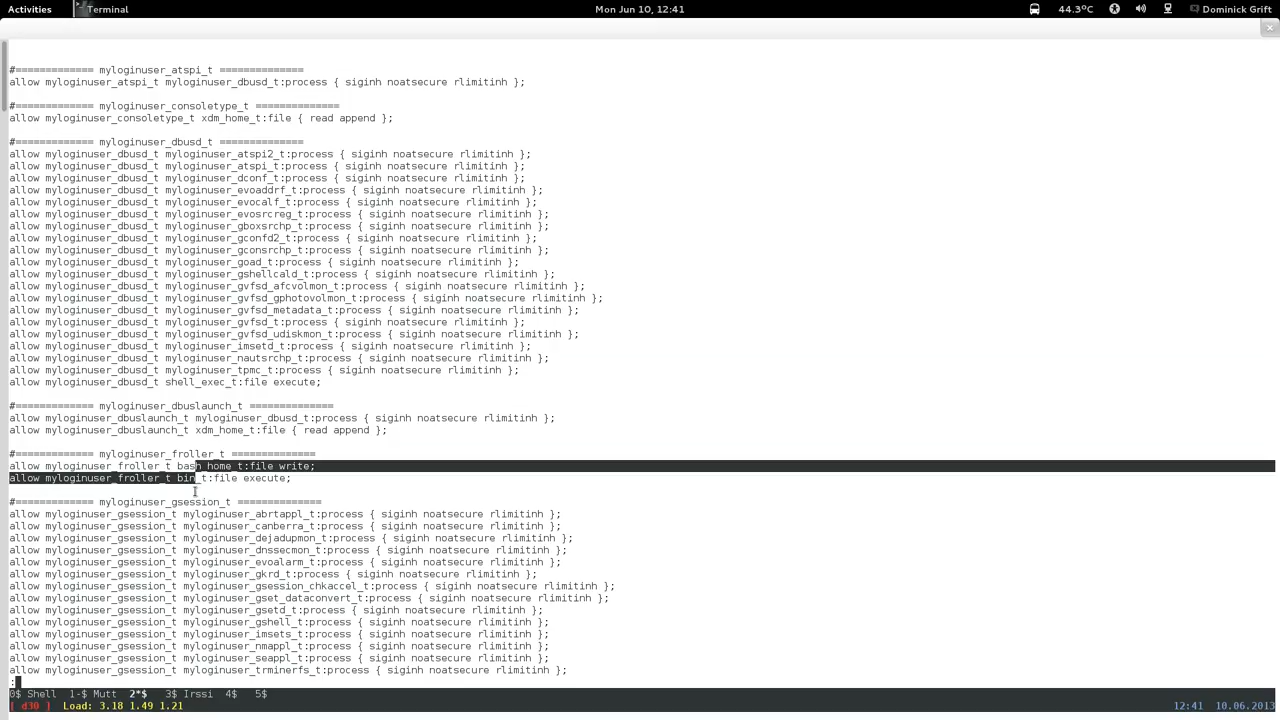 Activities Terminal Mon Jun 10, 12:41 44.3°C Dominick Grift
#============= myloginuser_atspi_t ==============
allow myloginuser_atspi_t myloginuser_dbusd_t:process { siginh noatsecure rlimitinh };
#============= myloginuser_consoletype_t ==============
allow myloginuser_consoletype_t xdm_home_t:file { read append };
#============= myloginuser_dbusd_t ==============
allow myloginuser_dbusd_t myloginuser_atspi2_t:process { siginh noatsecure rlimitinh };
allow myloginuser_dbusd_t myloginuser_atspi_t:process { siginh noatsecure rlimitinh };
allow myloginuser_dbusd_t myloginuser_dconf_t:process { siginh noatsecure rlimitinh };
allow myloginuser_dbusd_t myloginuser_evoaddrf_t:process { siginh noatsecure rlimitinh };
allow myloginuser_dbusd_t myloginuser_evocalf_t:process { siginh noatsecure rlimitinh };
allow myloginuser_dbusd_t myloginuser_evosrcreg_t:process { siginh noatsecure rlimitinh };
allow myloginuser_dbusd_t myloginuser_gboxsrchp_t:process { siginh noatsecure rlimitinh };
allow myloginuser_dbusd_t myloginuser_gconfd2_t:process { siginh noatsecure rlimitinh };
allow myloginuser_dbusd_t myloginuser_gconsrchp_t:process { siginh noatsecure rlimitinh };
allow myloginuser_dbusd_t myloginuser_goad_t:process { siginh noatsecure rlimitinh };
allow myloginuser_dbusd_t myloginuser_gshellcald_t:process { siginh noatsecure rlimitinh };
allow myloginuser_dbusd_t myloginuser_gvfsd_afcvolmon_t:process { siginh noatsecure rlimitinh };
allow myloginuser_dbusd_t myloginuser_gvfsd_gphotovolmon_t:process { siginh noatsecure rlimitinh };
allow myloginuser_dbusd_t myloginuser_gvfsd_metadata_t:process { siginh noatsecure rlimitinh };
allow myloginuser_dbusd_t myloginuser_gvfsd_t:process { siginh noatsecure rlimitinh };
allow myloginuser_dbusd_t myloginuser_gvfsd_udiskmon_t:process { siginh noatsecure rlimitinh };
allow myloginuser_dbusd_t myloginuser_imsetd_t:process { siginh noatsecure rlimitinh };
allow myloginuser_dbusd_t myloginuser_nautsrchp_t:process { siginh noatsecure rlimitinh };
allow myloginuser_dbusd_t myloginuser_tpmc_t:process { siginh noatsecure rlimitinh };
allow myloginuser_dbusd_t shell_exec_t:file execute;
#============= myloginuser_dbuslaunch_t ==============
allow myloginuser_dbuslaunch_t myloginuser_dbusd_t:process { siginh noatsecure rlimitinh };
allow myloginuser_dbuslaunch_t xdm_home_t:file { read append };
#============= myloginuser_froller_t ==============
allow myloginuser_froller_t bash_home_t:file write;
allow myloginuser_froller_t bin_t:file execute;
#============= myloginuser_gsession_t ==============
allow myloginuser_gsession_t myloginuser_abrtappl_t:process { siginh noatsecure rlimitinh };
allow myloginuser_gsession_t myloginuser_canberra_t:process { siginh noatsecure rlimitinh };
allow myloginuser_gsession_t myloginuser_dejadupmon_t:process { siginh noatsecure rlimitinh };
allow myloginuser_gsession_t myloginuser_dnssecmon_t:process { siginh noatsecure rlimitinh };
allow myloginuser_gsession_t myloginuser_evoalarm_t:process { siginh noatsecure rlimitinh };
allow myloginuser_gsession_t myloginuser_gkrd_t:process { siginh noatsecure rlimitinh };
allow myloginuser_gsession_t myloginuser_gsession_chkaccel_t:process { siginh noatsecure rlimitinh };
allow myloginuser_gsession_t myloginuser_gset_dataconvert_t:process { siginh noatsecure rlimitinh };
allow myloginuser_gsession_t myloginuser_gsetd_t:process { siginh noatsecure rlimitinh };
allow myloginuser_gsession_t myloginuser_gshell_t:process { siginh noatsecure rlimitinh };
allow myloginuser_gsession_t myloginuser_imsets_t:process { siginh noatsecure rlimitinh };
allow myloginuser_gsession_t myloginuser_nmappl_t:process { siginh noatsecure rlimitinh };
allow myloginuser_gsession_t myloginuser_seappl_t:process { siginh noatsecure rlimitinh };
allow myloginuser_gsession_t myloginuser_trminerfs_t:process { siginh noatsecure rlimitinh };
:
0$ Shell 1-$ Mutt 2*$ 3$ Irssi 4$ 5$
[ d30 ] Load: 3.18 1.49 1.21 12:41 10.06.2013